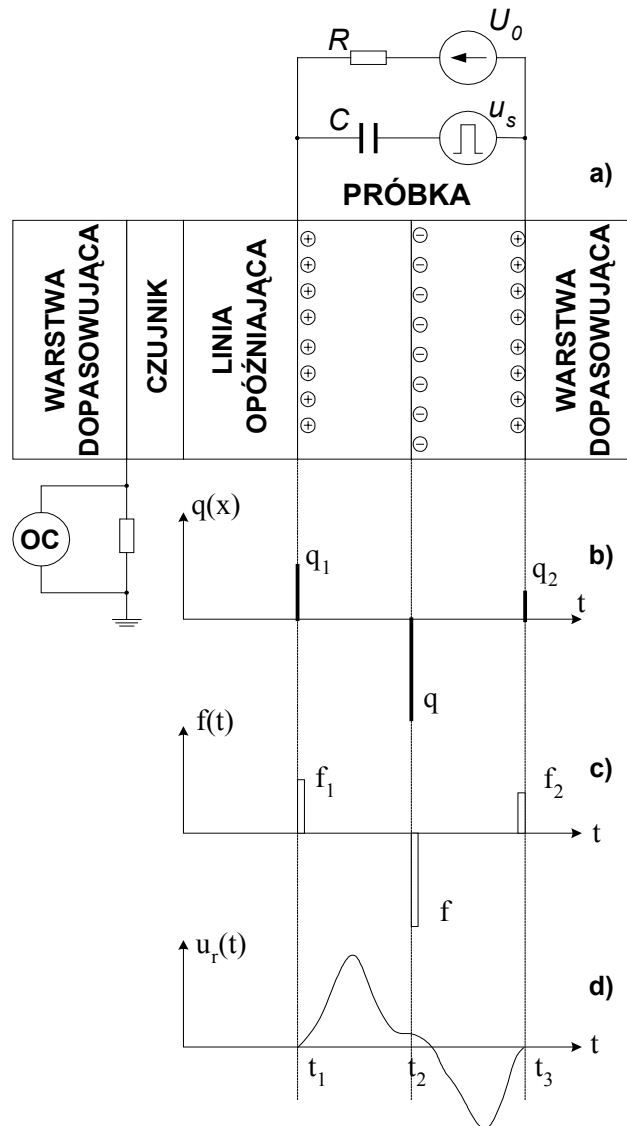 R
U₀
C
uₛ
a)
PRÓBKA
WARSTWA
DOPASOWUJĄCA
CZUJNIK
LINIA
OPÓŹNIAJĄCA
WARSTWA
DOPASOWUJĄCA
OC
q(x)
q₁
q₂
b)
t
q
f(t)
f₁
f₂
c)
t
f
uᵣ(t)
d)
t₁
t₂
t₃
t